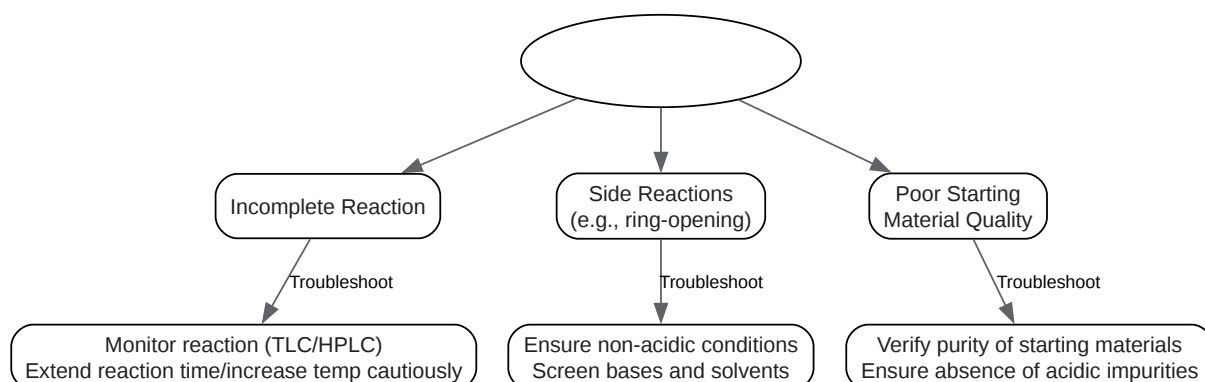 Incomplete Reaction
Side Reactions
(e.g., ring-opening)
Poor Starting
Material Quality
Troubleshoot
Troubleshoot
Troubleshoot
Monitor reaction (TLC/HPLC)
Extend reaction time/increase temp cautiously
Ensure non-acidic conditions
Screen bases and solvents
Verify purity of starting materials
Ensure absence of acidic impurities